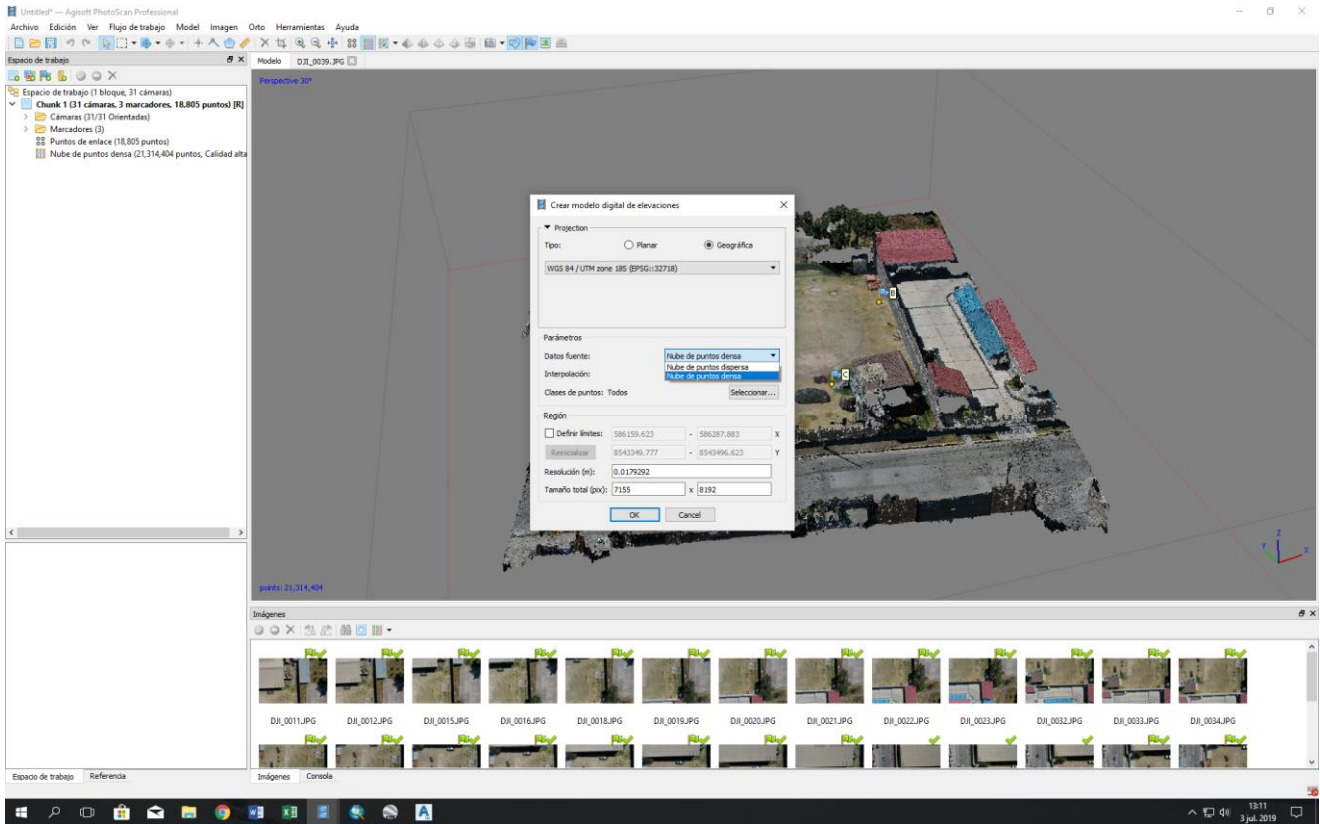 Untitled* — Agisoft PhotoScan Professional
Archivo Edición Ver Flujo de trabajo Model Imagen Orto Herramientas Ayuda
Espacio de trabajo
Modelo DJI_0039.JPG
Perspective 30°
Espacio de trabajo (1 bloque, 31 cámaras)
Chunk 1 (31 cámaras, 3 marcadores, 18,805 puntos) [R]
Cámaras (31/31 Orientadas)
Marcadores (3)
Puntos de enlace (18,805 puntos)
Nube de puntos densa (21,314,404 puntos, Calidad alta
Crear modelo digital de elevaciones
Projection
Tipo: Planar Geográfica
WGS 84 / UTM zone 18S (EPSG::32718)
B
Parámetros
Datos fuente: Nube de puntos densa
Nube de puntos dispersa
Interpolación: Nube de puntos densa
C
Clases de puntos: Todos Seleccionar...
Región
Definir límites: 586159.623 - 586287.883 X
Reinicializar 8543349.777 - 8543496.623 Y
Resolución (m): 0.0179292
Tamaño total (pix): 7155 x 8192
OK Cancel
Z
Y X
points: 21,314,404
Imágenes
DJI_0011.JPG DJI_0012.JPG DJI_0015.JPG DJI_0016.JPG DJI_0018.JPG DJI_0019.JPG DJI_0020.JPG DJI_0021.JPG DJI_0022.JPG DJI_0023.JPG DJI_0032.JPG DJI_0033.JPG DJI_0034.JPG
Espacio de trabajo Referencia
Imágenes Consola
13:11
3 jul. 2019